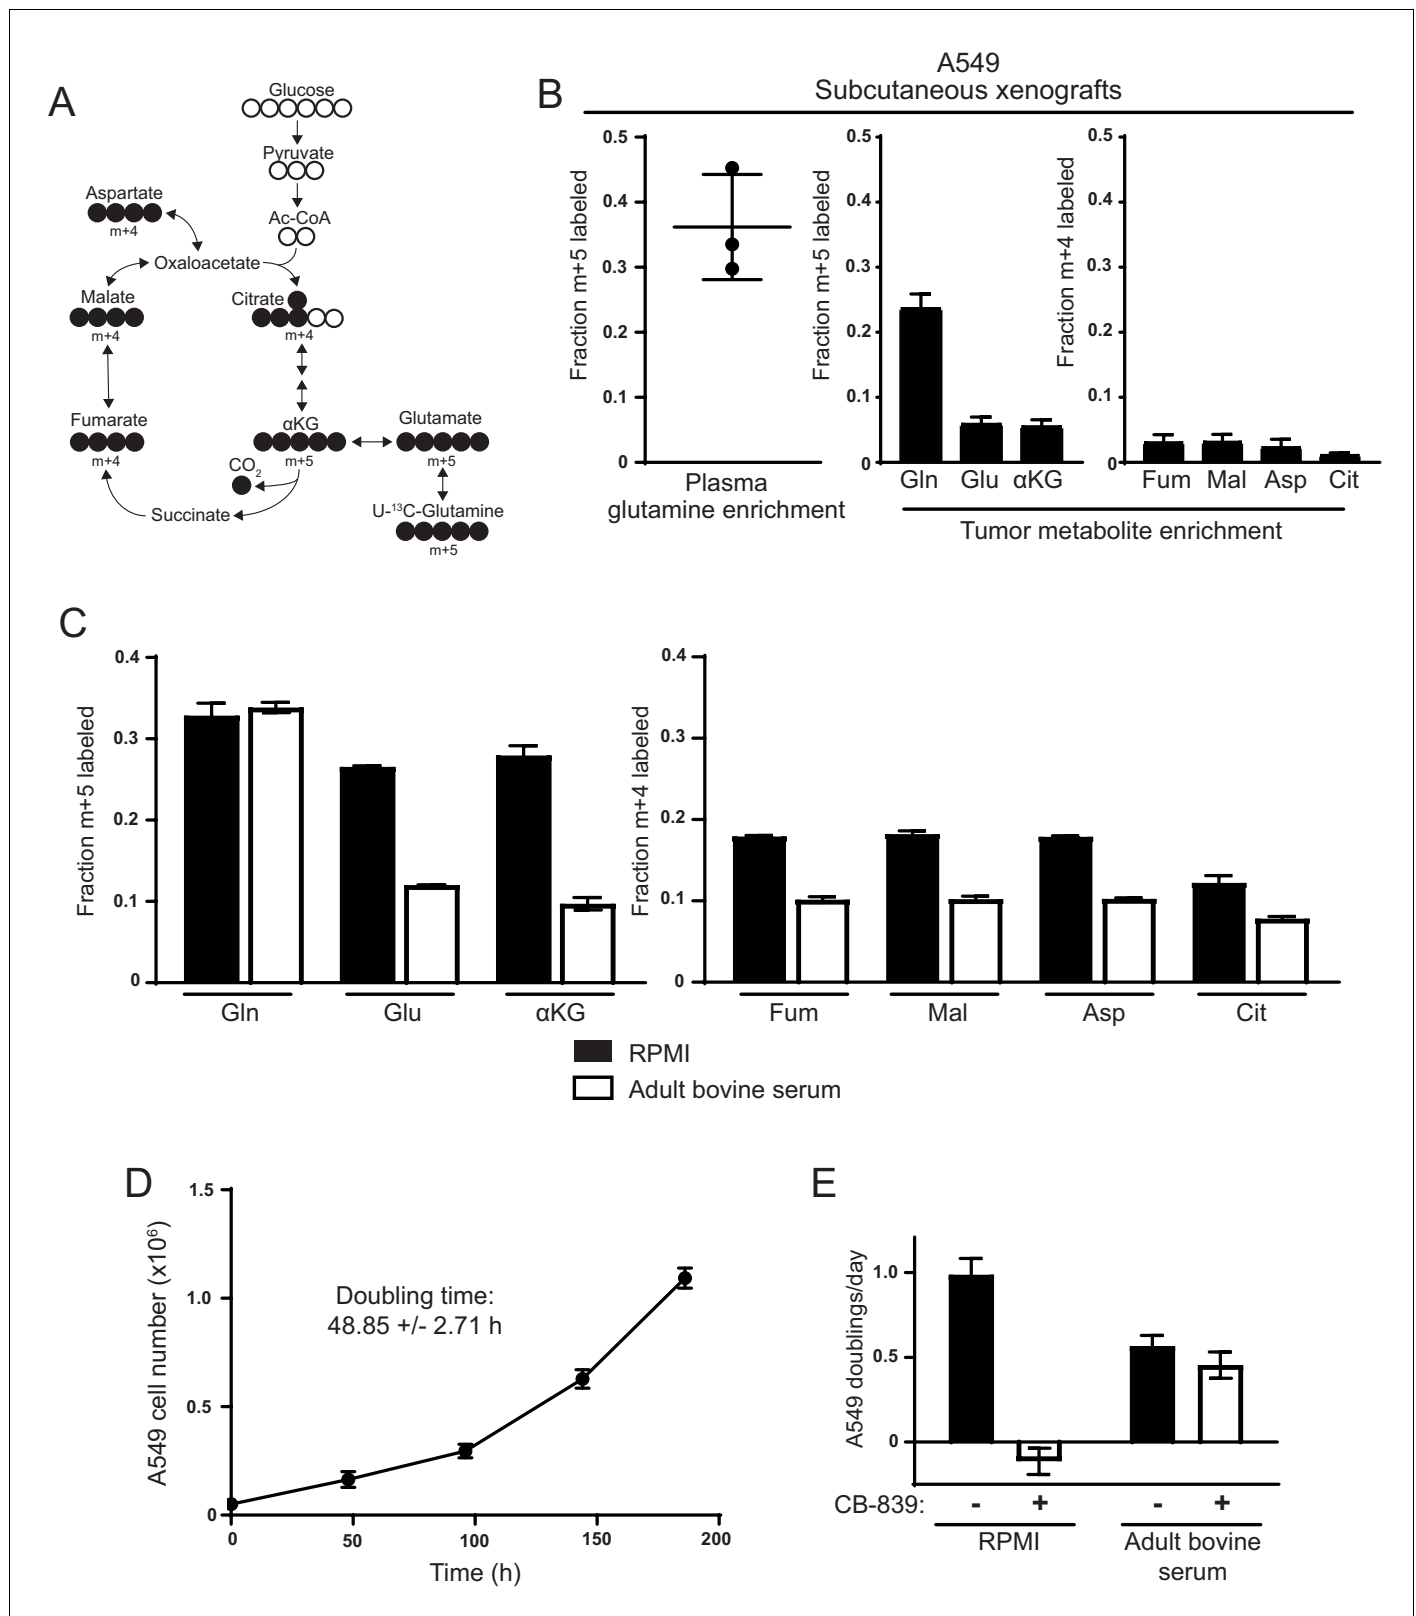 A
Glucose
Pyruvate
Ac-CoA
Aspartate
m+4
Oxaloacetate
Malate
m+4
Citrate
m+4
Fumarate
m+4
αKG
m+5
Glutamate
m+5
CO2
Succinate
U-13C-Glutamine
m+5
B
A549
Subcutaneous xenografts
Fraction m+5 labeled
0.5
0.4
0.3
0.2
0.1
0
Plasma
glutamine enrichment
Fraction m+5 labeled
0.5
0.4
0.3
0.2
0.1
0
Gln Glu αKG
Fraction m+4 labeled
0.5
0.4
0.3
0.2
0.1
0
Fum Mal Asp Cit
Tumor metabolite enrichment
C
Fraction m+5 labeled
0.4
0.3
0.2
0.1
0
Gln Glu αKG
Fraction m+4 labeled
0.4
0.3
0.2
0.1
0
Fum Mal Asp Cit
RPMI
Adult bovine serum
D
A549 cell number (x10⁶)
1.5
1.0
0.5
0
Doubling time:
48.85 +/- 2.71 h
0 50 100 150 200
Time (h)
E
A549 doublings/day
1.0
0.5
0
CB-839: - + - +
RPMI
Adult bovine
serum